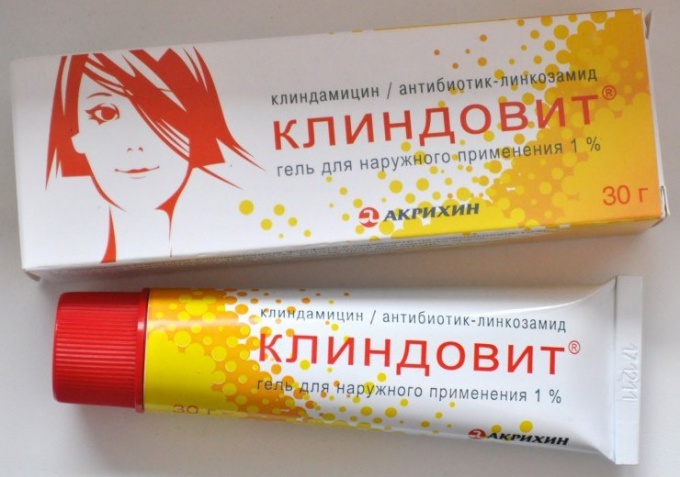 клиндамицин / антибиотик-линкозамид
КЛИНДОВИТ®
гель для наружного применения 1 %
АКРИХИН
30 г
клиндамицин / антибиотик-линкозамид
КЛИНДОВИТ®
гель для наружного применения 1 %
30 г
АКРИХИН